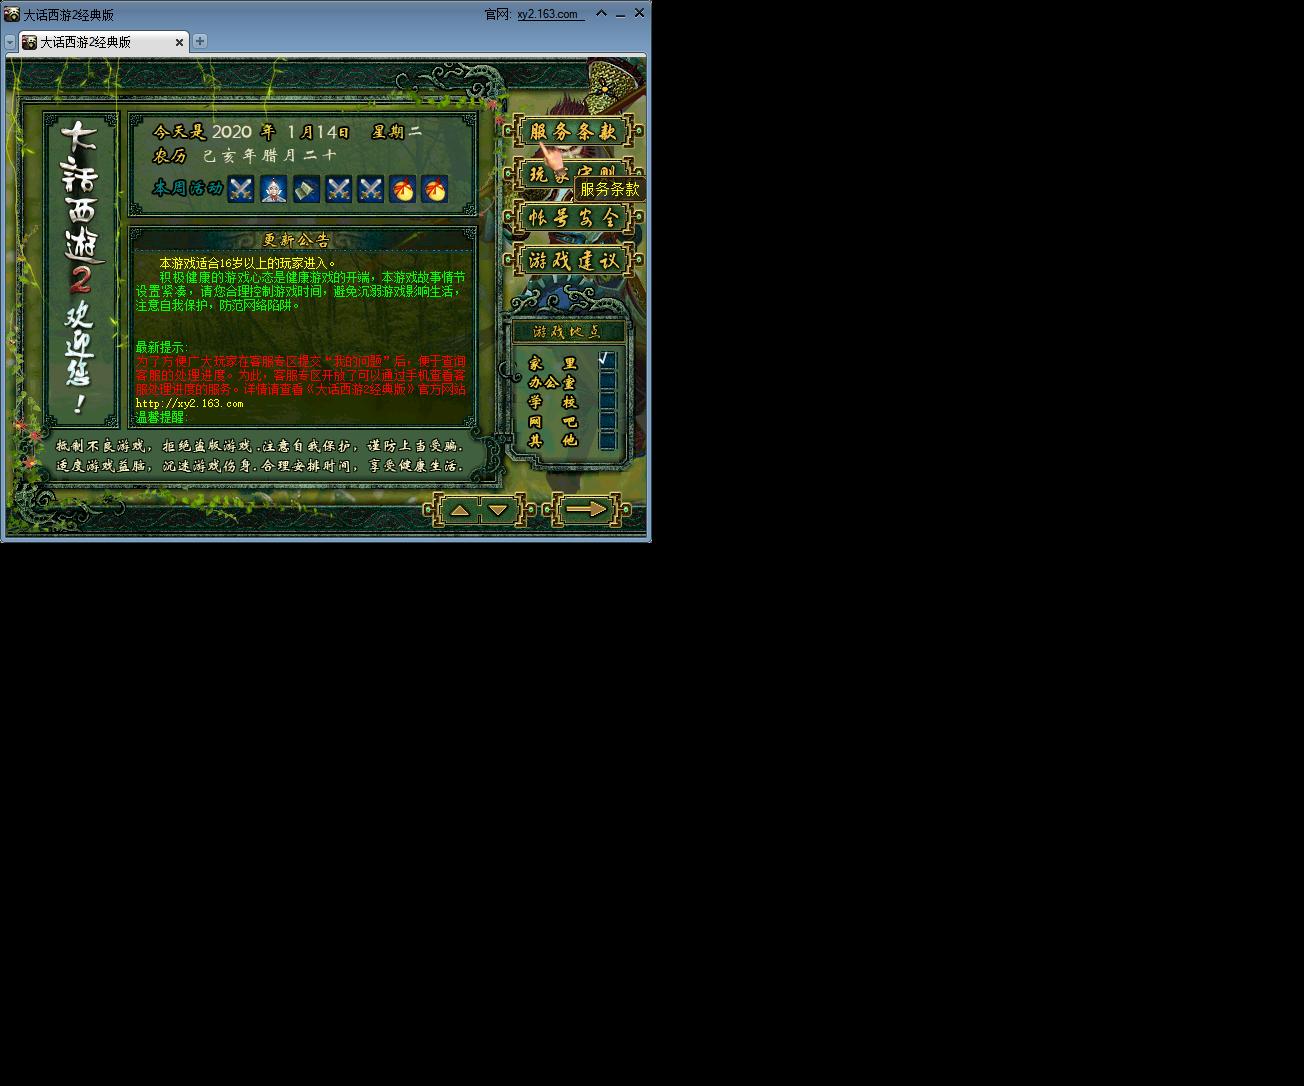 大话西游2经典版
官网: xy2.163.com
大话西游2经典版
大话西遊2欢迎您！
今天是 2020 年 1月14日 星期二
农历 己亥年腊月二十
本周活动
更新公告
本游戏适合16岁以上的玩家进入。
积极健康的游戏心态是健康游戏的开端，本游戏故事情节
设置紧凑，请您合理控制游戏时间，避免沉弱游戏影响生活，
注意自我保护，防范网络陷阱。
最新提示:
为了方便广大玩家在客服专区提交“我的问题”后，便于查询
客服的处理进度。为此，客服专区开放了可以通过手机查看客
服处理进度的服务。详情请查看《大话西游2经典版》官方网站
http://xy2.163.com
温馨提醒:
抵制不良游戏，拒绝盗版游戏.注意自我保护，谨防上当受骗.
适度游戏益脑，沉迷游戏伤身.合理安排时间，享受健康生活.
服务条款
玩家守则
服务条款
帐号安全
游戏建议
游戏地点
家 里
办公室
学 校
网 吧
其 他